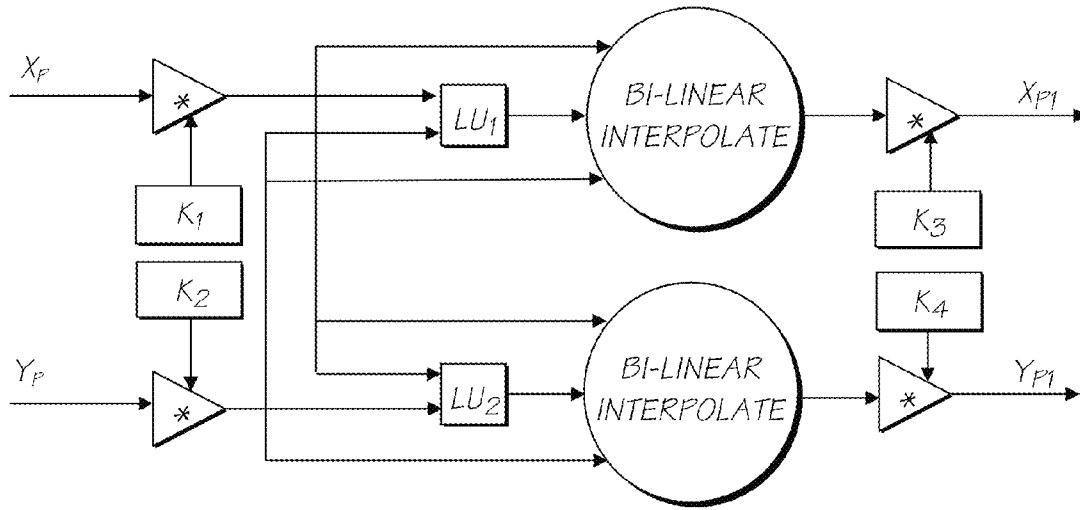 XP
*
K1
K2
YP
*
LU1
LU2
BI-LINEAR
INTERPOLATE
BI-LINEAR
INTERPOLATE
*
XP1
K3
K4
*
YP1